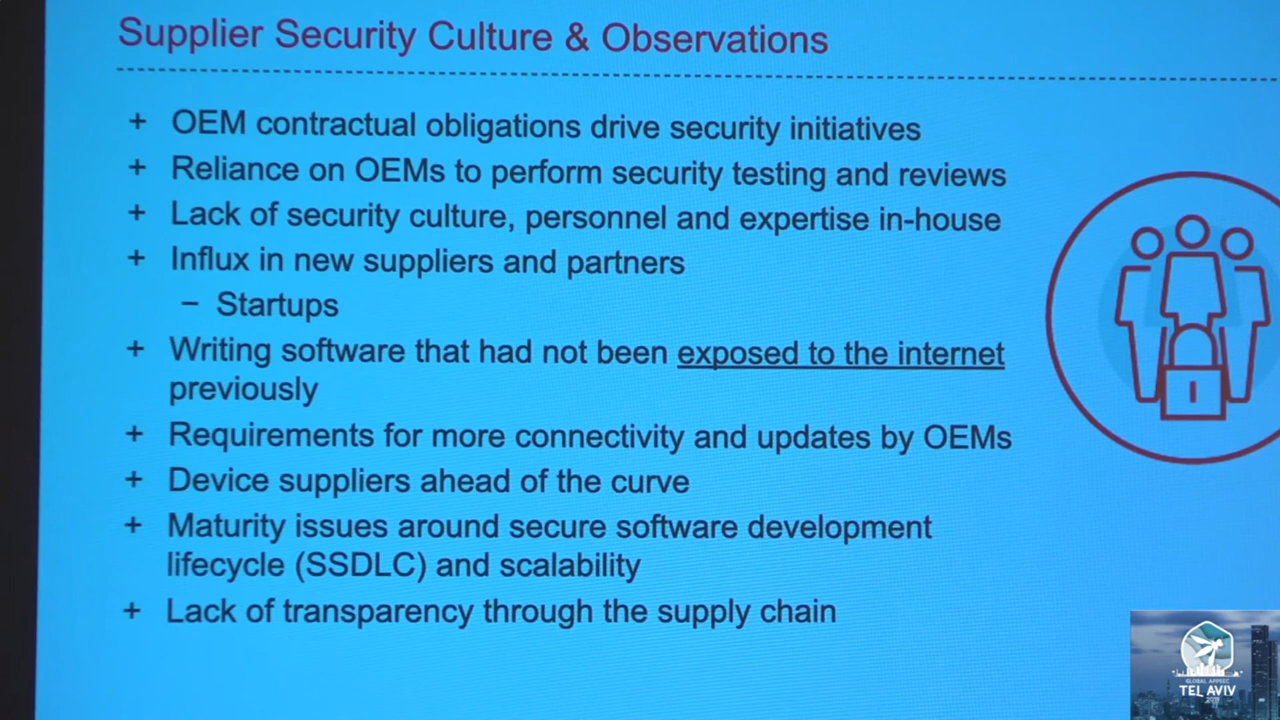 Supplier Security Culture & Observations
+ OEM contractual obligations drive security initiatives
+ Reliance on OEMs to perform security testing and reviews
+ Lack of security culture, personnel and expertise in-house
+ Influx in new suppliers and partners
– Startups
+ Writing software that had not been exposed to the internet
previously
+ Requirements for more connectivity and updates by OEMs
+ Device suppliers ahead of the curve
+ Maturity issues around secure software development
lifecycle (SSDLC) and scalability
+ Lack of transparency through the supply chain
GLOBAL APPSEC
TEL AVIV